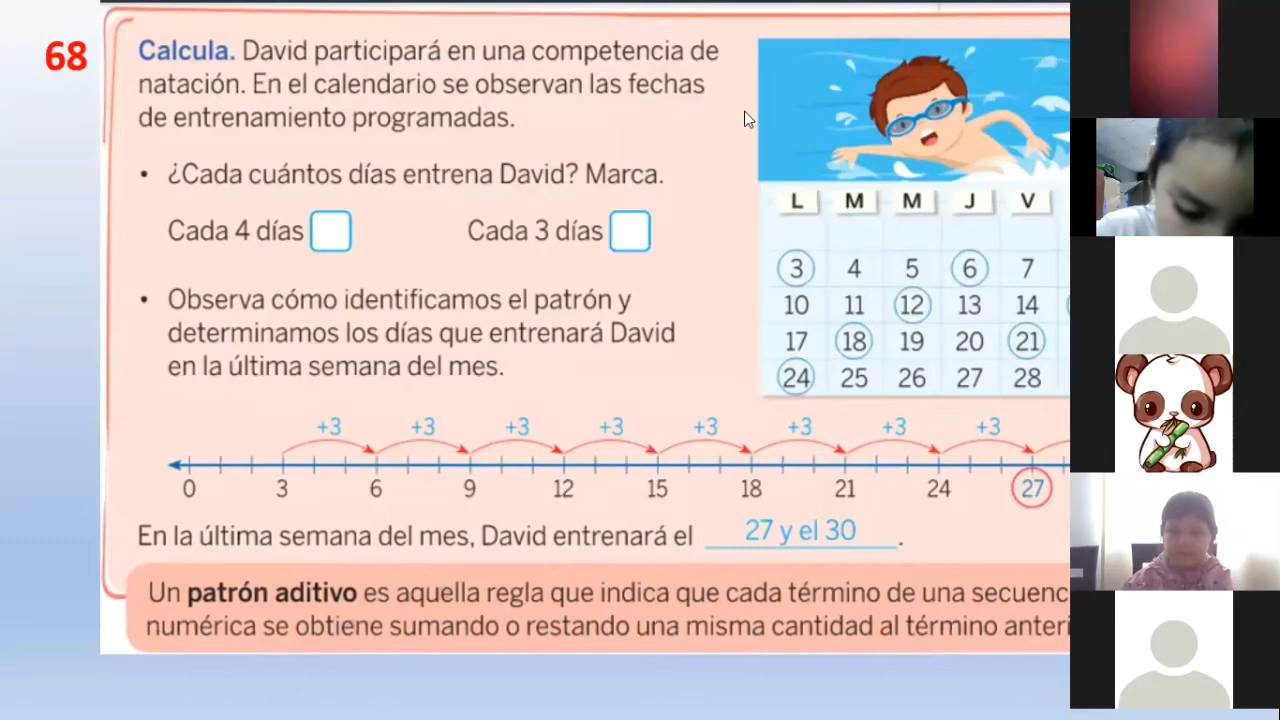 68
Calcula. David participará en una competencia de
natación. En el calendario se observan las fechas
de entrenamiento programadas.
• ¿Cada cuántos días entrena David? Marca.
Cada 4 días Cada 3 días
• Observa cómo identificamos el patrón y
determinamos los días que entrenará David
en la última semana del mes.
L M M J V
3 4 5 6 7
10 11 12 13 14
17 18 19 20 21
24 25 26 27 28
+3 +3 +3 +3 +3 +3 +3 +3
0 3 6 9 12 15 18 21 24 27
En la última semana del mes, David entrenará el 27 y el 30.
Un patrón aditivo es aquella regla que indica que cada término de una secuenc
numérica se obtiene sumando o restando una misma cantidad al término anteri